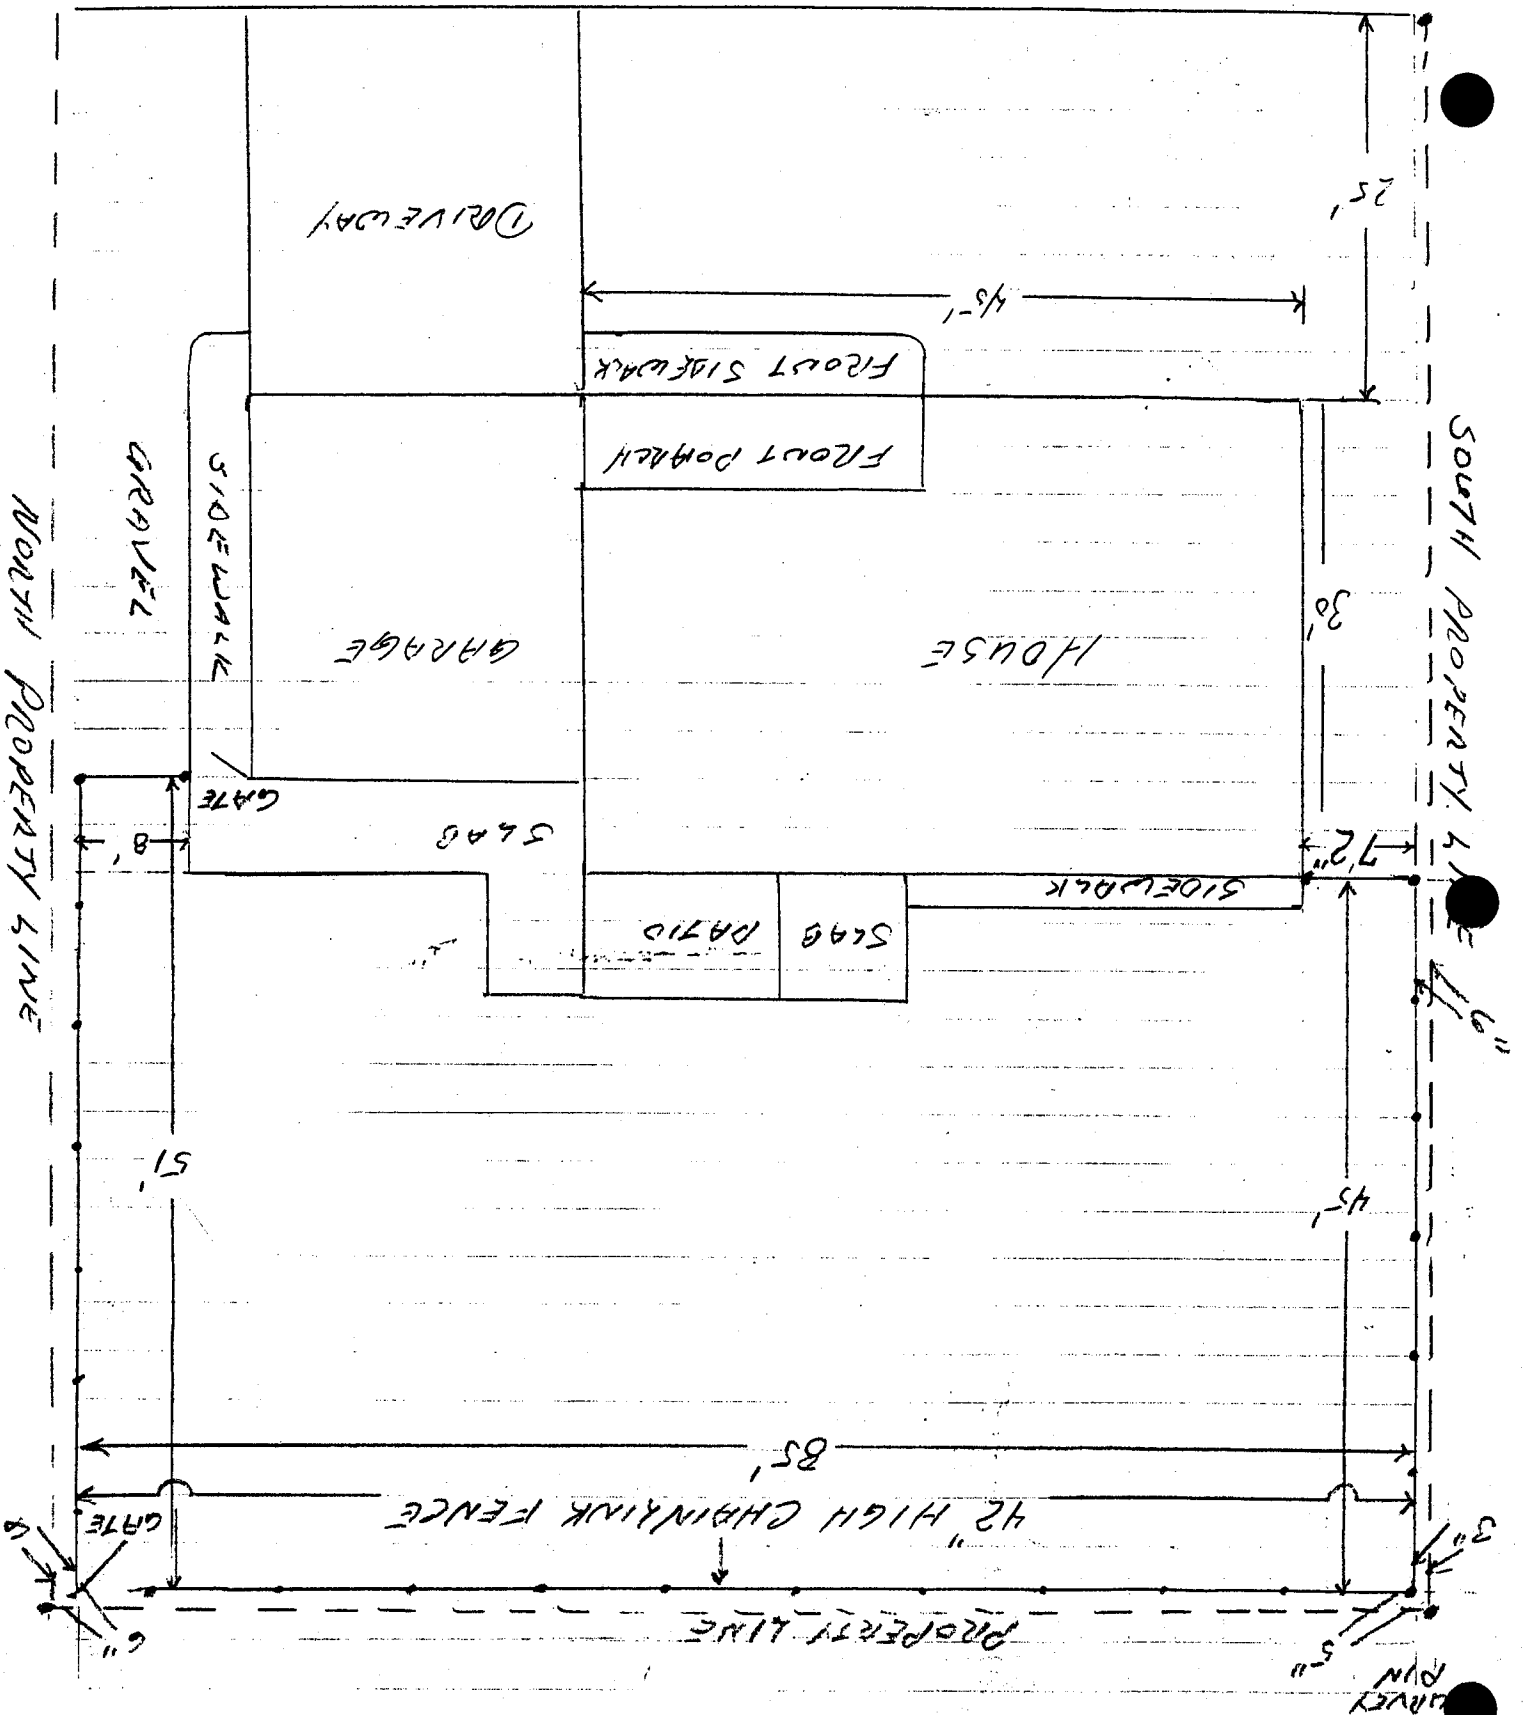 SURVEY
PIN
5"
PROPERTY LINE
6"
3"
42" HIGH CHAINLINK FENCE
GATE
85'
45'
51'
6"
SLAB
PATIO
SIDEWALK
7'2"
SLAB
8'
GATE
HOUSE
GARAGE
30'
SIDEWALK
GRAVEL
FRONT POARCH
FRONT SIDEWALK
45'
25'
DRIVEWAY
SOUTH PROPERTY LINE
NORTH PROPERTY LINE